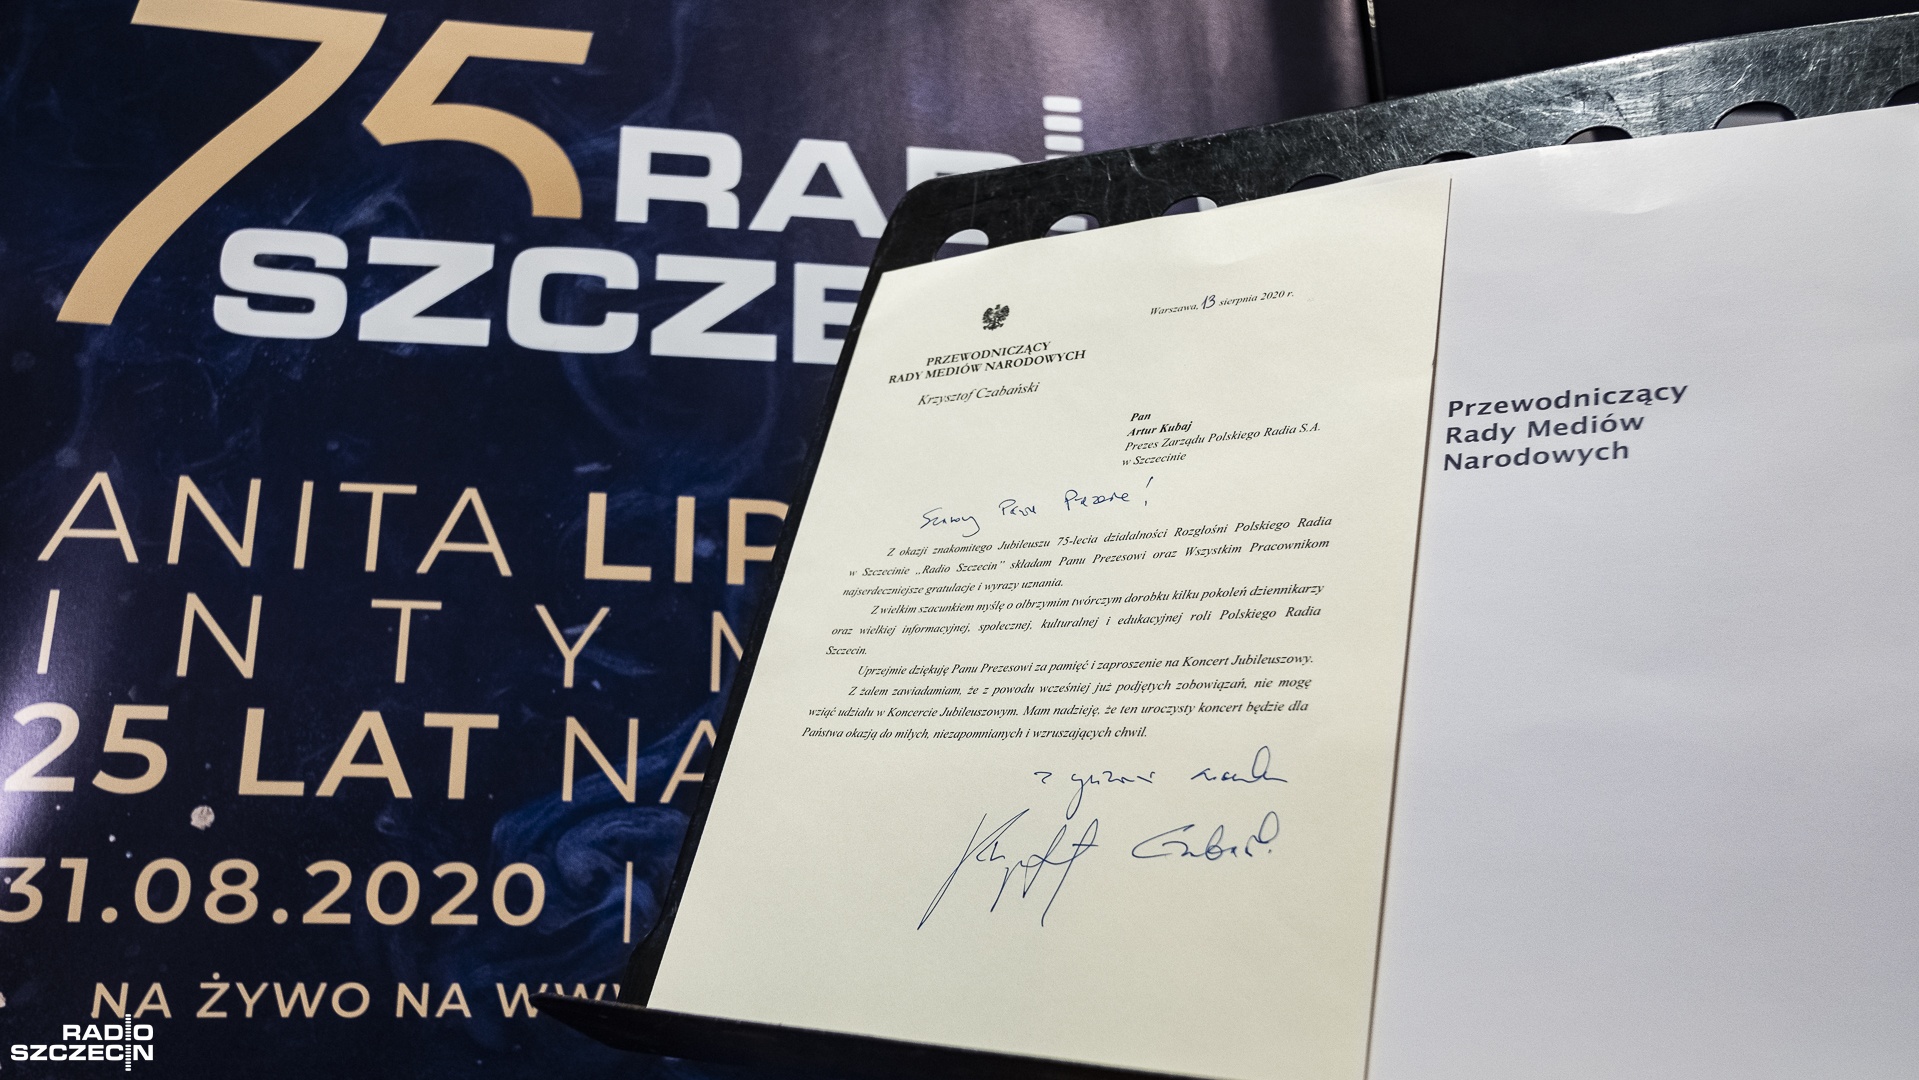 75 RADI
SZCZE
ANITA LIP
INTYM
25 LAT NA
31.08.2020 |
NA ŻYWO NA WWW
Warszawa, 13 sierpnia 2020 r.
PRZEWODNICZĄCY
RADY MEDIÓW NARODOWYCH
Krzysztof Czabański
Pan
Artur Kubaj
Prezes Zarządu Polskiego Radia S.A.
w Szczecinie
Szanowny Panie Prezesie!
Z okazji znakomitego Jubileuszu 75-lecia działalności Rozgłośni Polskiego Radia
w Szczecinie „Radio Szczecin” składam Panu Prezesowi oraz Wszystkim Pracownikom
najserdeczniejsze gratulacje i wyrazy uznania.
Z wielkim szacunkiem myślę o olbrzymim twórczym dorobku kilku pokoleń dziennikarzy
oraz wielkiej informacyjnej, społecznej, kulturalnej i edukacyjnej roli Polskiego Radia
Szczecin.
Uprzejmie dziękuję Panu Prezesowi za pamięć i zaproszenie na Koncert Jubileuszowy.
Z żalem zawiadamiam, że z powodu wcześniej już podjętych zobowiązań, nie mogę
wziąć udziału w Koncercie Jubileuszowym. Mam nadzieję, że ten uroczysty koncert będzie dla
Państwa okazją do miłych, niezapomnianych i wzruszających chwil.
Przewodniczący
Rady Mediów
Narodowych
RADIO
SZCZECIN